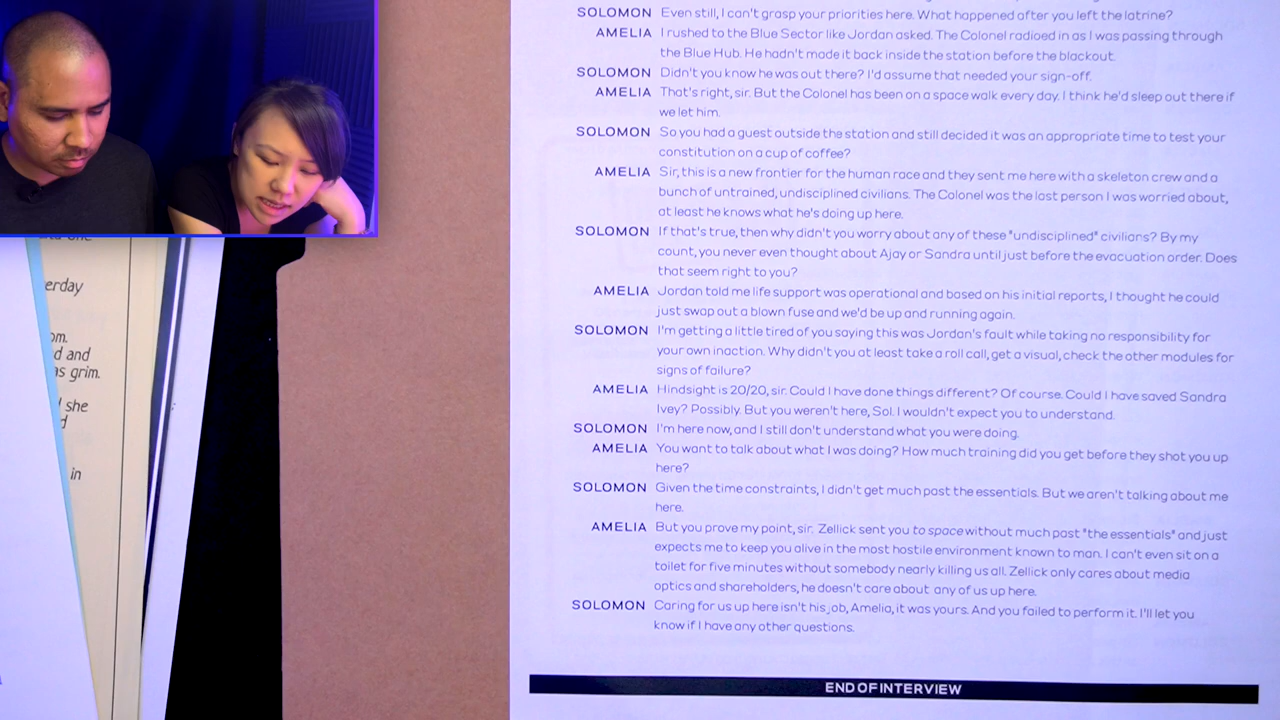 SOLOMON Even still, I can't grasp your priorities here. What happened after you left the latrine?
AMELIA I rushed to the Blue Sector like Jordan asked. The Colonel radioed in as I was passing through
the Blue Hub. He hadn't made it back inside the station before the blackout.
SOLOMON Didn't you know he was out there? I'd assume that needed your sign-off.
AMELIA That's right, sir. But the Colonel has been on a space walk every day. I think he'd sleep out there if
we let him.
SOLOMON So you had a guest outside the station and still decided it was an appropriate time to test your
constitution on a cup of coffee?
AMELIA Sir, this is a new frontier for the human race and they sent me here with a skeleton crew and a
bunch of untrained, undisciplined civilians. The Colonel was the last person I was worried about,
at least he knows what he's doing up here.
SOLOMON If that's true, then why didn't you worry about any of these "undisciplined" civilians? By my
count, you never even thought about Ajay or Sandra until just before the evacuation order. Does
that seem right to you?
AMELIA Jordan told me life support was operational and based on his initial reports, I thought he could
just swap out a blown fuse and we'd be up and running again.
SOLOMON I'm getting a little tired of you saying this was Jordan's fault while taking no responsibility for
your own inaction. Why didn't you at least take a roll call, get a visual, check the other modules for
signs of failure?
AMELIA Hindsight is 20/20, sir. Could I have done things different? Of course. Could I have saved Sandra
Ivey? Possibly. But you weren't here, Sol. I wouldn't expect you to understand.
SOLOMON I'm here now, and I still don't understand what you were doing.
AMELIA You want to talk about what I was doing? How much training did you get before they shot you up
here?
SOLOMON Given the time constraints, I didn't get much past the essentials. But we aren't talking about me
here.
AMELIA But you prove my point, sir. Zellick sent you to space without much past "the essentials" and just
expects me to keep you alive in the most hostile environment known to man. I can't even sit on a
toilet for five minutes without somebody nearly killing us all. Zellick only cares about media
optics and shareholders, he doesn't care about any of us up here.
SOLOMON Caring for us up here isn't his job, Amelia, it was yours. And you failed to perform it. I'll let you
know if I have any other questions.
END OF INTERVIEW
erday
d and
as grim.
she
in